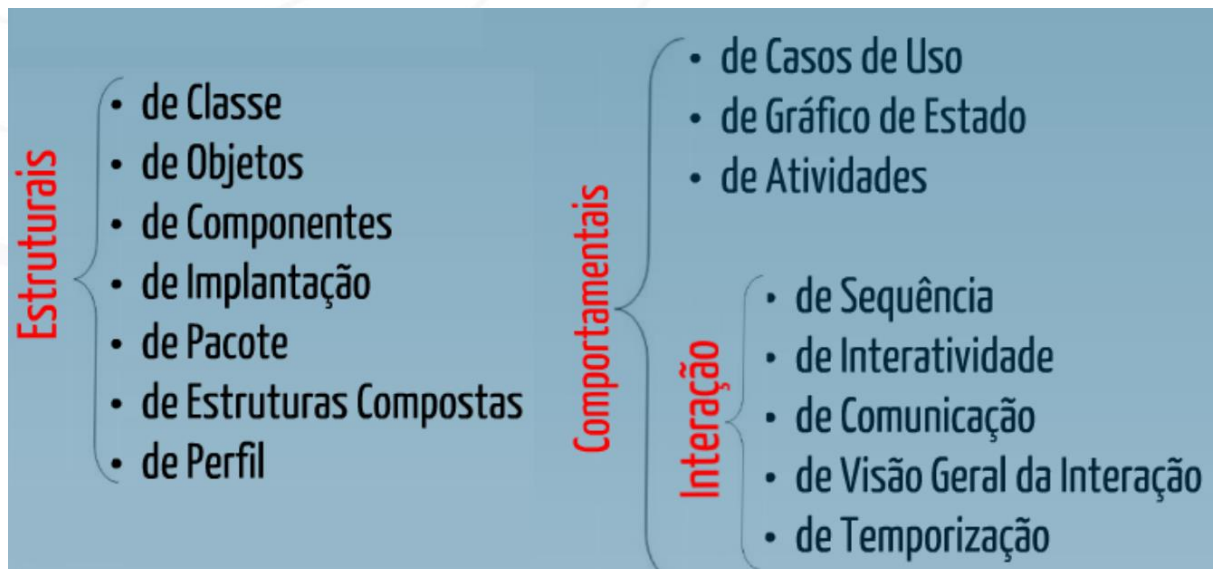 Estruturais
• de Classe
• de Objetos
• de Componentes
• de Implantação
• de Pacote
• de Estruturas Compostas
• de Perfil
Comportamentais
• de Casos de Uso
• de Gráfico de Estado
• de Atividades
Interação
• de Sequência
• de Interatividade
• de Comunicação
• de Visão Geral da Interação
• de Temporização